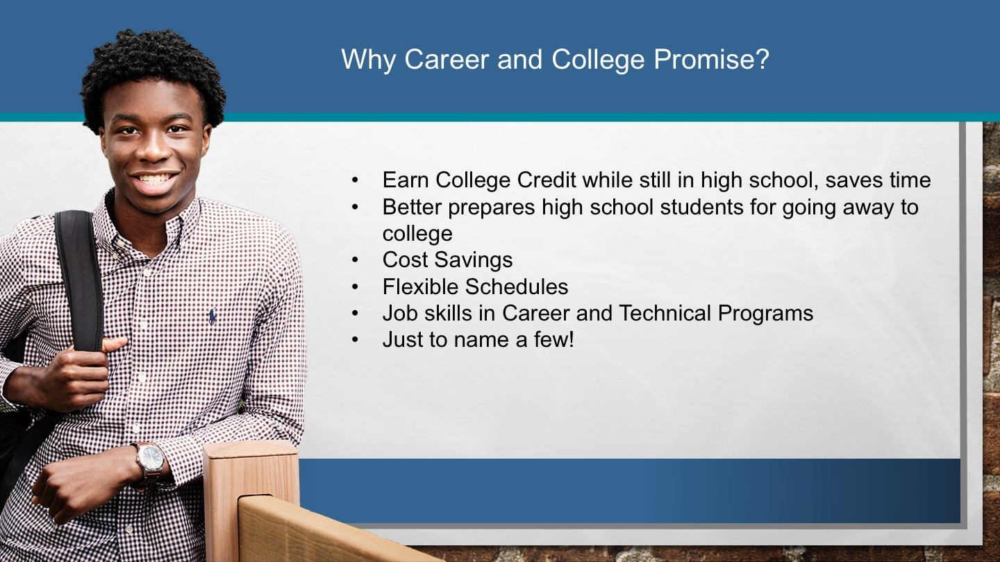 Why Career and College Promise?
• Earn College Credit while still in high school, saves time
• Better prepares high school students for going away to
college
• Cost Savings
• Flexible Schedules
• Job skills in Career and Technical Programs
• Just to name a few!